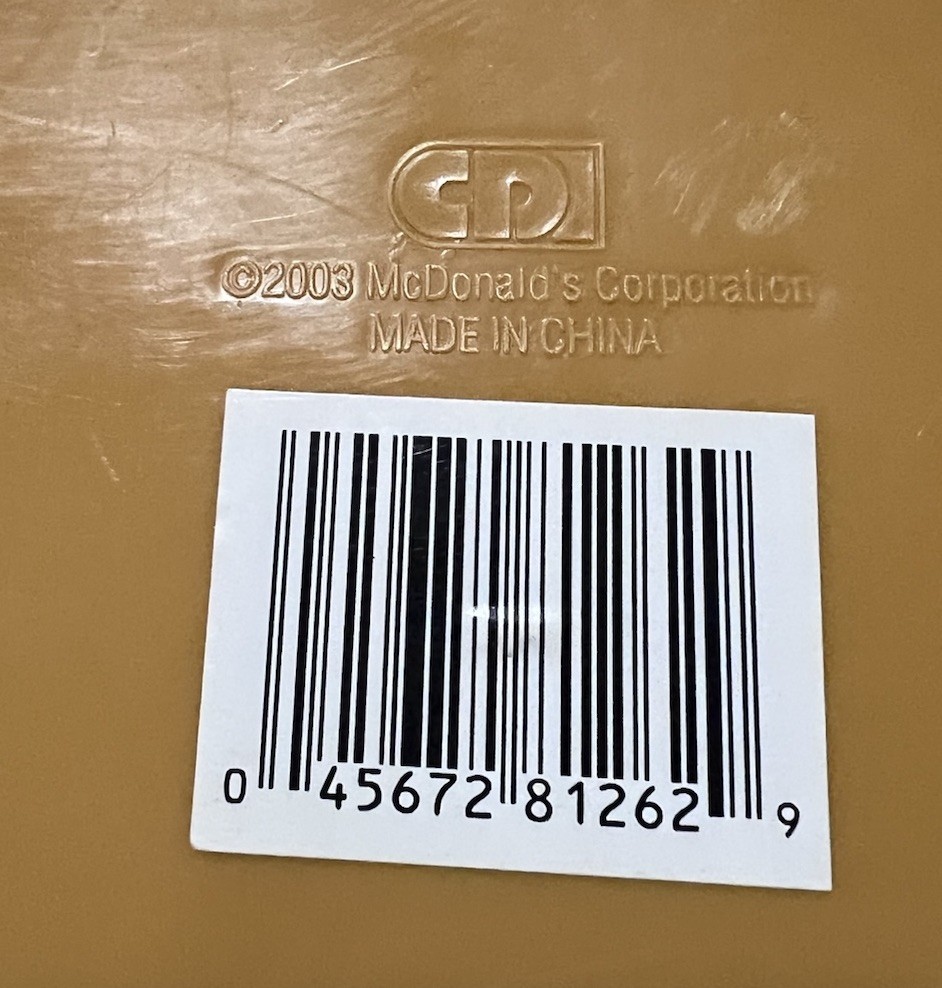 CDI
©2003 McDonald's Corporation
MADE IN CHINA
0 45672 81262 9